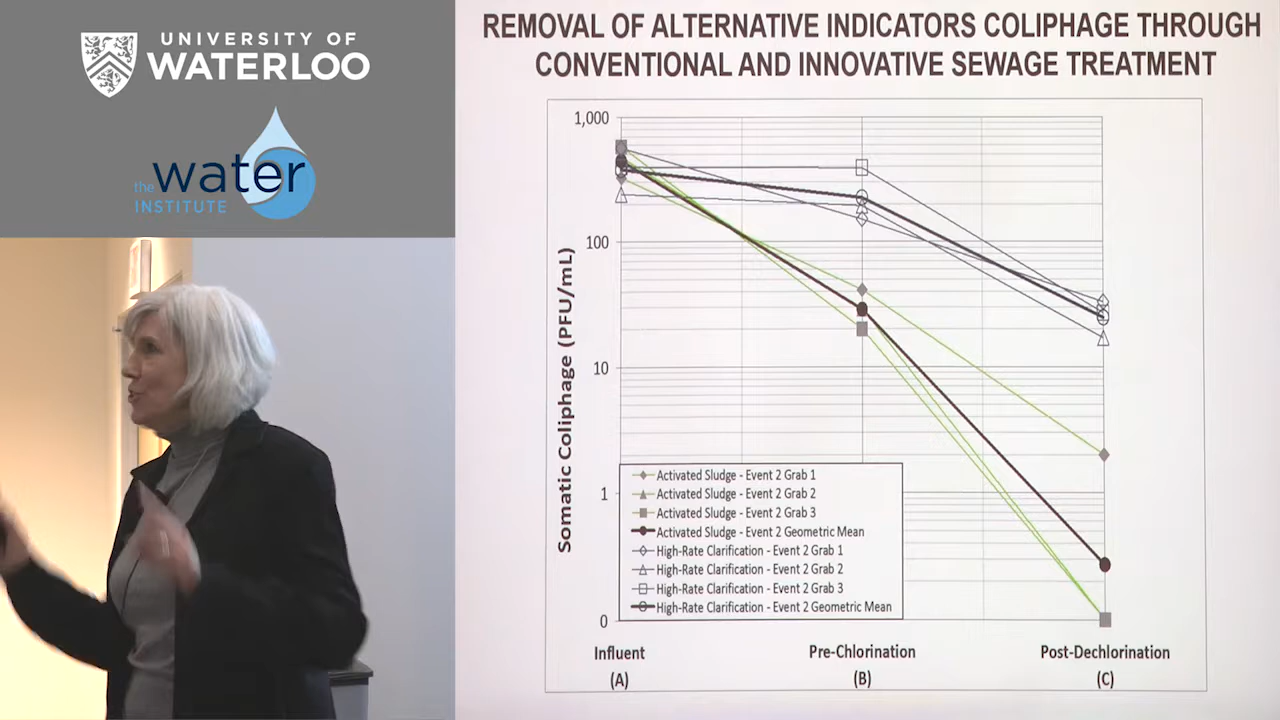 UNIVERSITY OF
WATERLOO
the water
INSTITUTE
REMOVAL OF ALTERNATIVE INDICATORS COLIPHAGE THROUGH
CONVENTIONAL AND INNOVATIVE SEWAGE TREATMENT
Somatic Coliphage (PFU/mL)
1,000
100
10
1
0
Activated Sludge - Event 2 Grab 1
Activated Sludge - Event 2 Grab 2
Activated Sludge - Event 2 Grab 3
Activated Sludge - Event 2 Geometric Mean
High-Rate Clarification - Event 2 Grab 1
High-Rate Clarification - Event 2 Grab 2
High-Rate Clarification - Event 2 Grab 3
High-Rate Clarification - Event 2 Geometric Mean
Influent
(A)
Pre-Chlorination
(B)
Post-Dechlorination
(C)